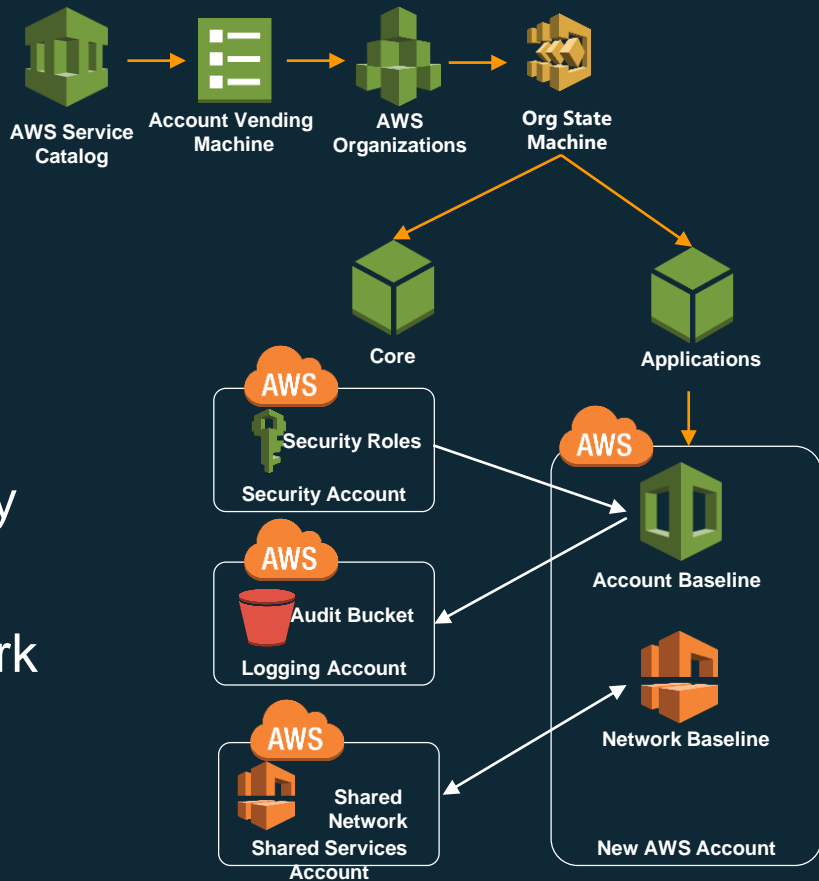 AWS Service
Catalog
Account Vending
Machine
AWS
Organizations
Org State
Machine
Core
Applications
AWS
Security Roles
Security Account
AWS
Audit Bucket
Logging Account
AWS
Shared
Network
Shared Services
Account
AWS
Account Baseline
Network Baseline
New AWS Account
y
rk